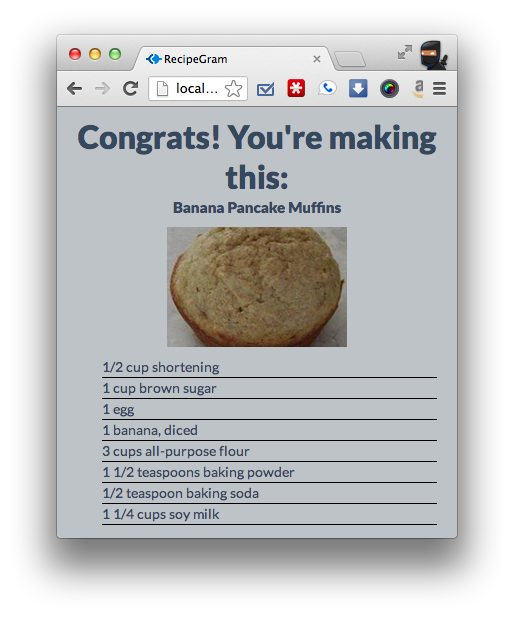 RecipeGram
local...
Congrats! You're making
this:
Banana Pancake Muffins
1/2 cup shortening
1 cup brown sugar
1 egg
1 banana, diced
3 cups all-purpose flour
1 1/2 teaspoons baking powder
1/2 teaspoon baking soda
1 1/4 cups soy milk